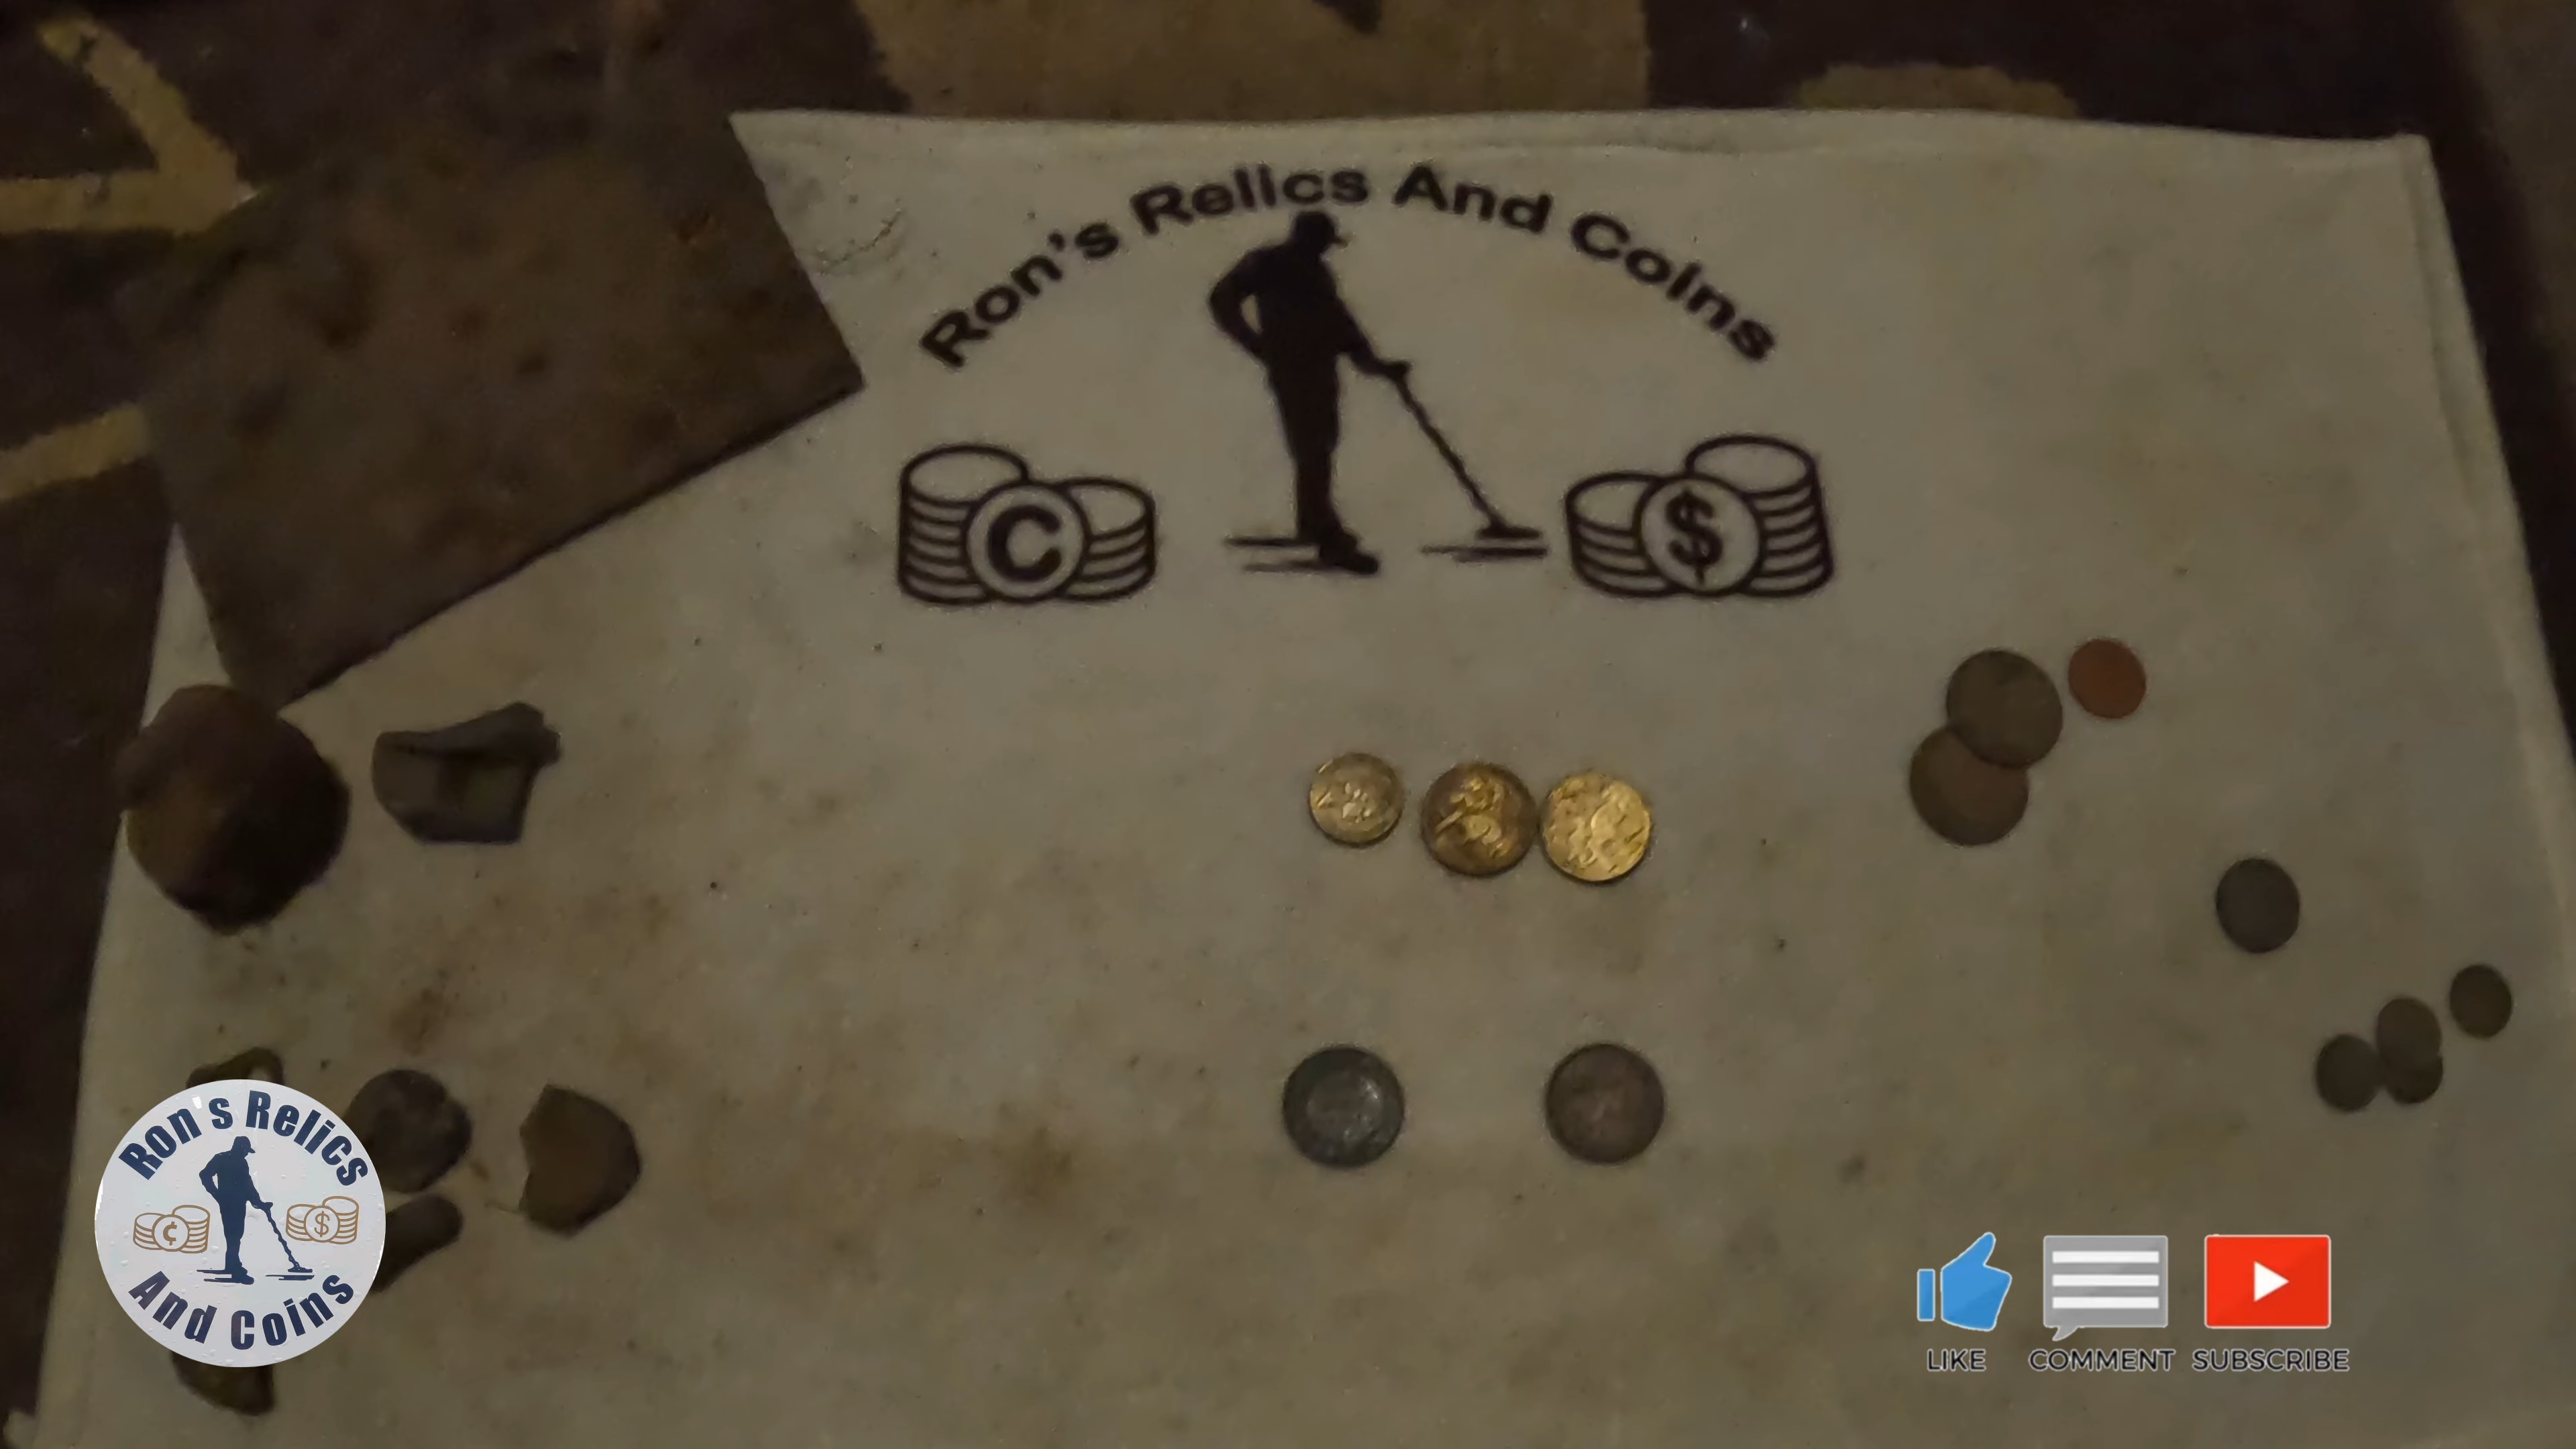 Ron's Relics And Coins
C
$
Ron's Relics
¢
$
And Coins
LIKE
COMMENT
SUBSCRIBE